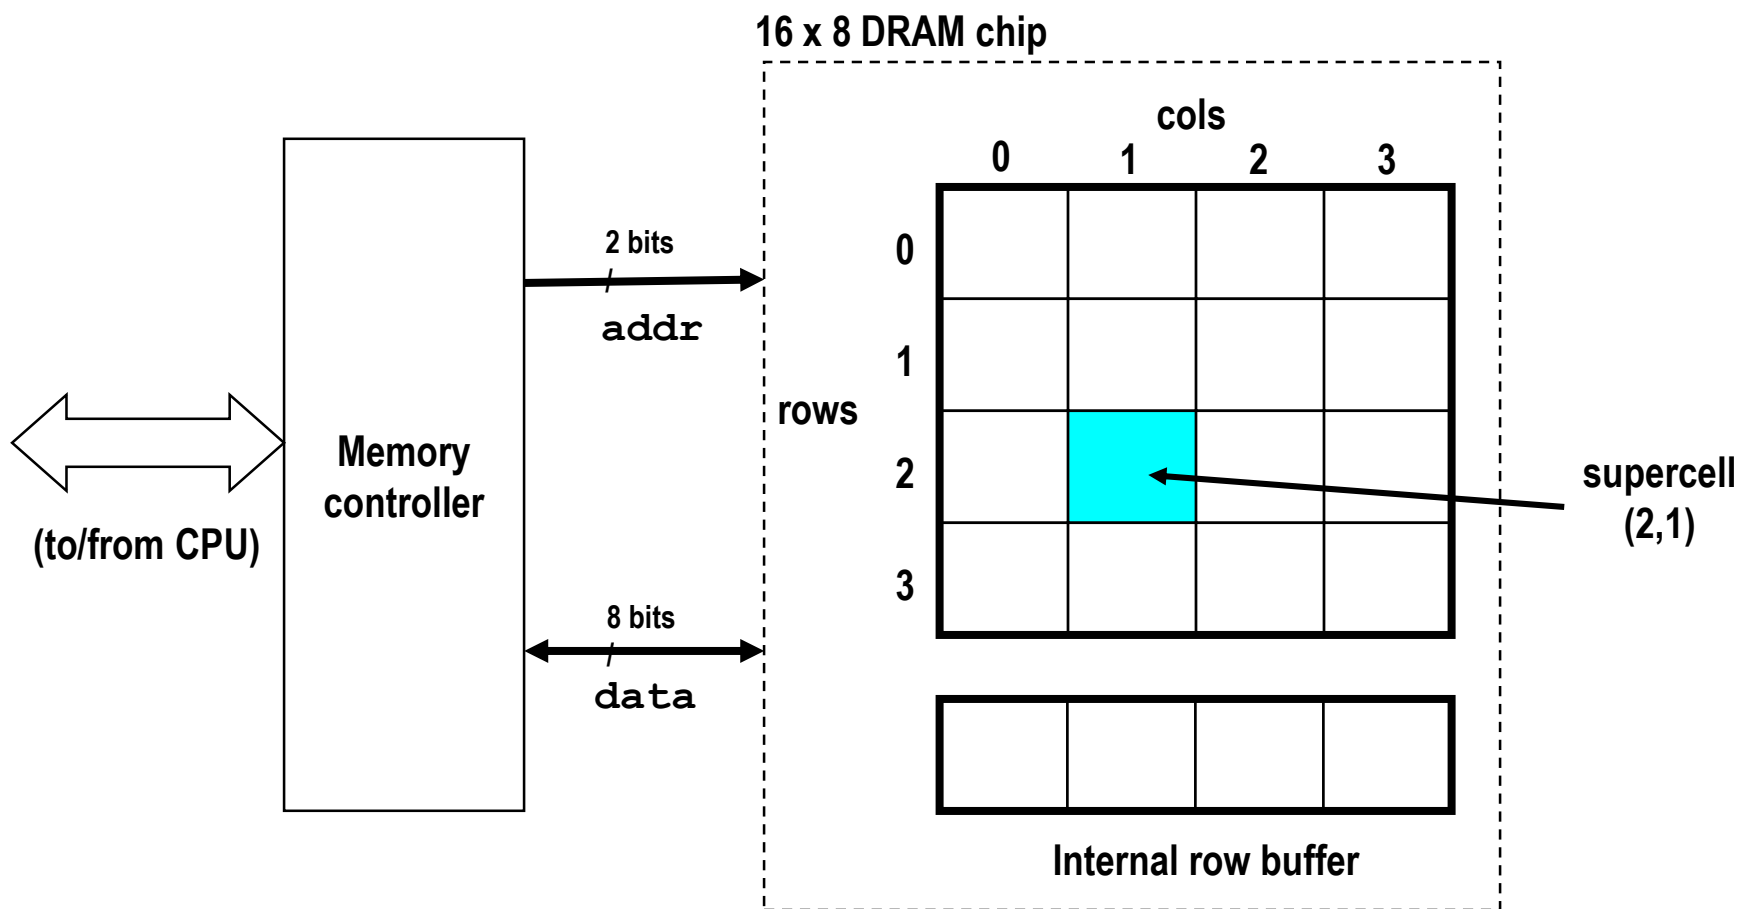 16 x 8 DRAM chip
cols
0 1 2 3
0
2 bits
addr
1
rows
Memory
controller
2
supercell
(2,1)
(to/from CPU)
3
8 bits
data
Internal row buffer